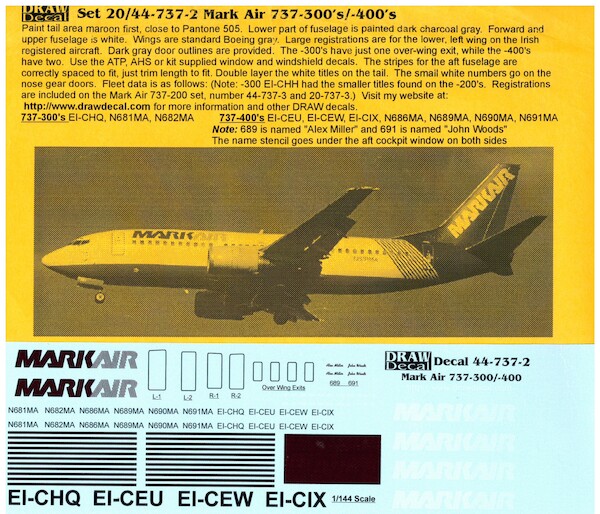 DRAW Decal Set 20/44-737-2 Mark Air 737-300's/-400's
Paint tail area maroon first, close to Pantone 505. Lower part of fuselage is painted dark charcoal gray. Forward and
upper fuselage is white. Wings are standard Boeing gray. Large registrations are for the lower, left wing on the Irish
registered aircraft. Dark gray door outlines are provided. The -300's have just one over-wing exit, while the -400's
have two. Use the ATP, AHS or kit supplied window and windshield decals. The stripes for the aft fuselage are
correctly spaced to fit, just trim length to fit. Double layer the white titles on the tail. The small white numbers go on the
nose gear doors. Fleet data is as follows: (Note: -300 EI-CHH had the smaller titles found on the -200's. Registrations
are included on the Mark Air 737-200 set, number 44-737-3 and 20-737-3.) Visit my website at:
http://www.drawdecal.com for more information and other DRAW decals.
737-300's EI-CHQ, N681MA, N682MA 737-400's EI-CEU, EI-CEW, EI-CIX, N686MA, N689MA, N690MA, N691MA
Note: 689 is named "Alex Miller" and 691 is named "John Woods"
The name stencil goes under the aft cockpit window on both sides
MARKAIR
MARKAIR
MARKAIR
MARKAIR
L-1 L-2 R-1 R-2
Over Wing Exits
Alex Miller John Woods
Alex Miller John Woods
689 691
DRAW Decal Decal 44-737-2
Mark Air 737-300/-400
N681MA N682MA N686MA N689MA N690MA N691MA EI-CHQ EI-CEU EI-CEW EI-CIX
N681MA N682MA N686MA N689MA N690MA N691MA EI-CHQ EI-CEU EI-CEW EI-CIX
MARKAIR
MARKAIR
MARKAIR
MARKAIR
EI-CHQ EI-CEU EI-CEW EI-CIX 1/144 Scale